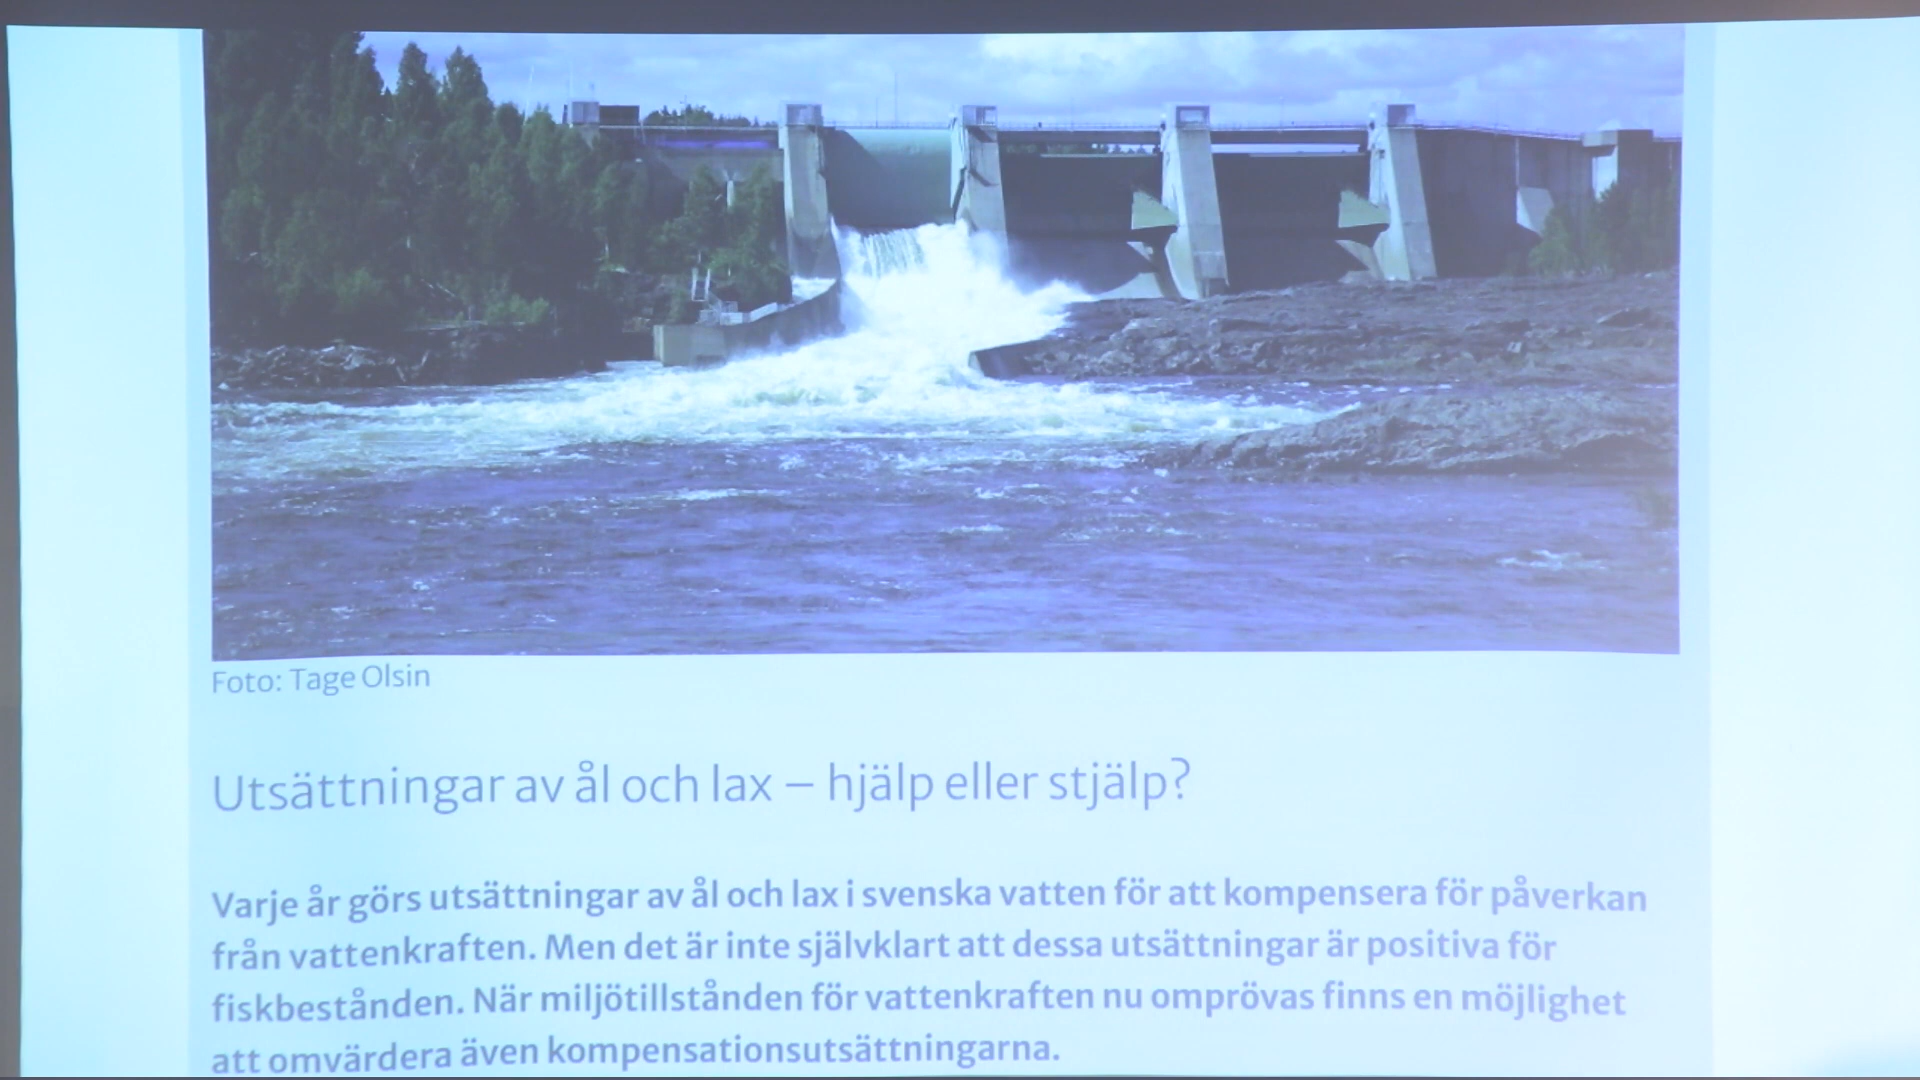 Foto: Tage Olsin
Utsättningar av ål och lax – hjälp eller stjälp?
Varje år görs utsättningar av ål och lax i svenska vatten för att kompensera för påverkan
från vattenkraften. Men det är inte självklart att dessa utsättningar är positiva för
fiskbestånden. När miljötillstånden för vattenkraften nu omprövas finns en möjlighet
att omvärdera även kompensationsutsättningarna.